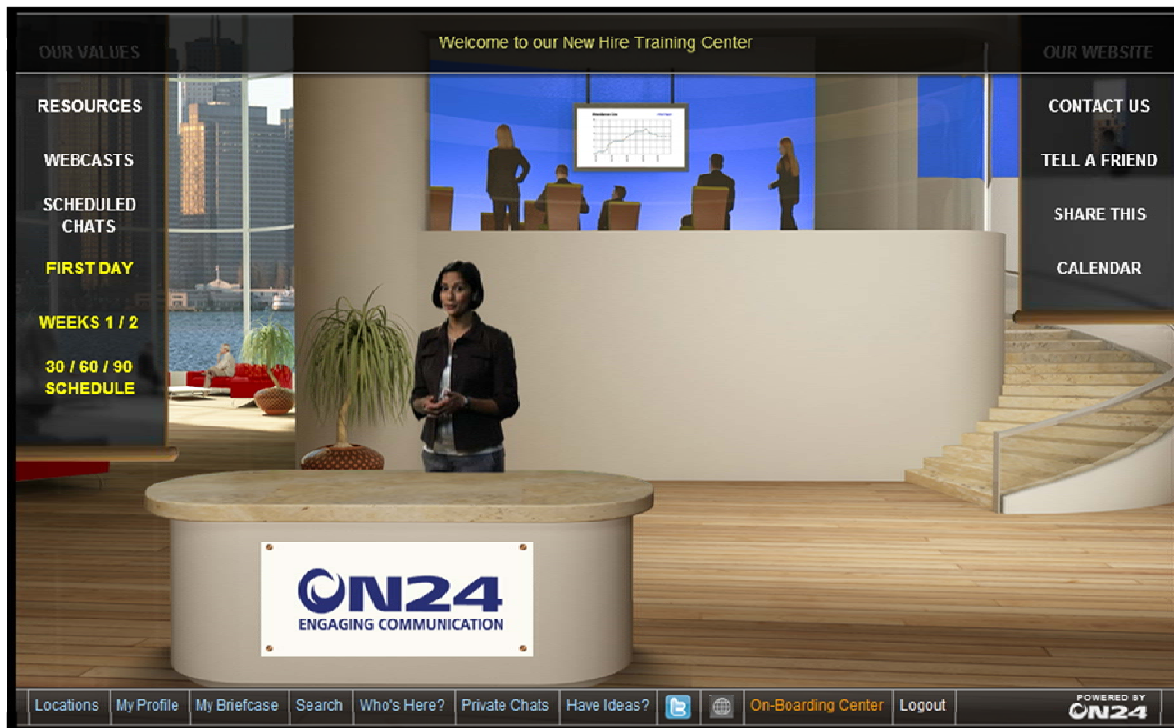 Welcome to our New Hire Training Center
OUR VALUES
RESOURCES
WEBCASTS
SCHEDULED
CHATS
FIRST DAY
WEEKS 1 / 2
30 / 60 / 90
SCHEDULE
OUR WEBSITE
CONTACT US
TELL A FRIEND
SHARE THIS
CALENDAR
ON24
ENGAGING COMMUNICATION
Locations
My Profile
My Briefcase
Search
Who's Here?
Private Chats
Have Ideas?
On-Boarding Center
Logout
POWERED BY
ON24